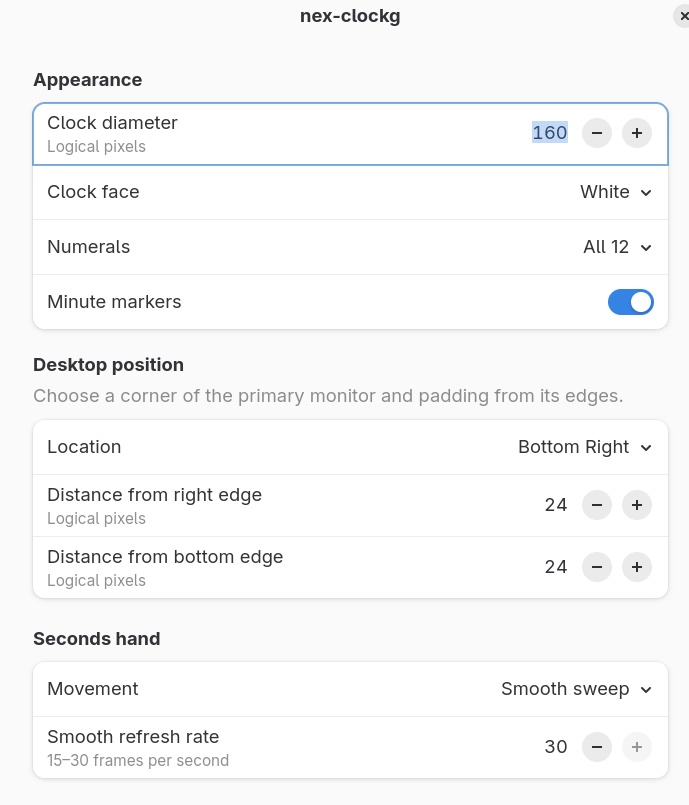 nex-clockg
Appearance
Clock diameter
Logical pixels
160
Clock face
White
Numerals
All 12
Minute markers
Desktop position
Choose a corner of the primary monitor and padding from its edges.
Location
Bottom Right
Distance from right edge
Logical pixels
24
Distance from bottom edge
Logical pixels
24
Seconds hand
Movement
Smooth sweep
Smooth refresh rate
15–30 frames per second
30